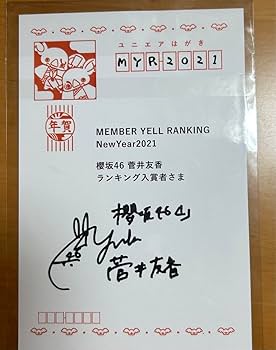 ユニエアはがき
MYR-2021
年賀
MEMBER YELL RANKING
NewYear2021
櫻坂46 菅井友香
ランキング入賞者さま
櫻坂46
Yuuka
菅井友香